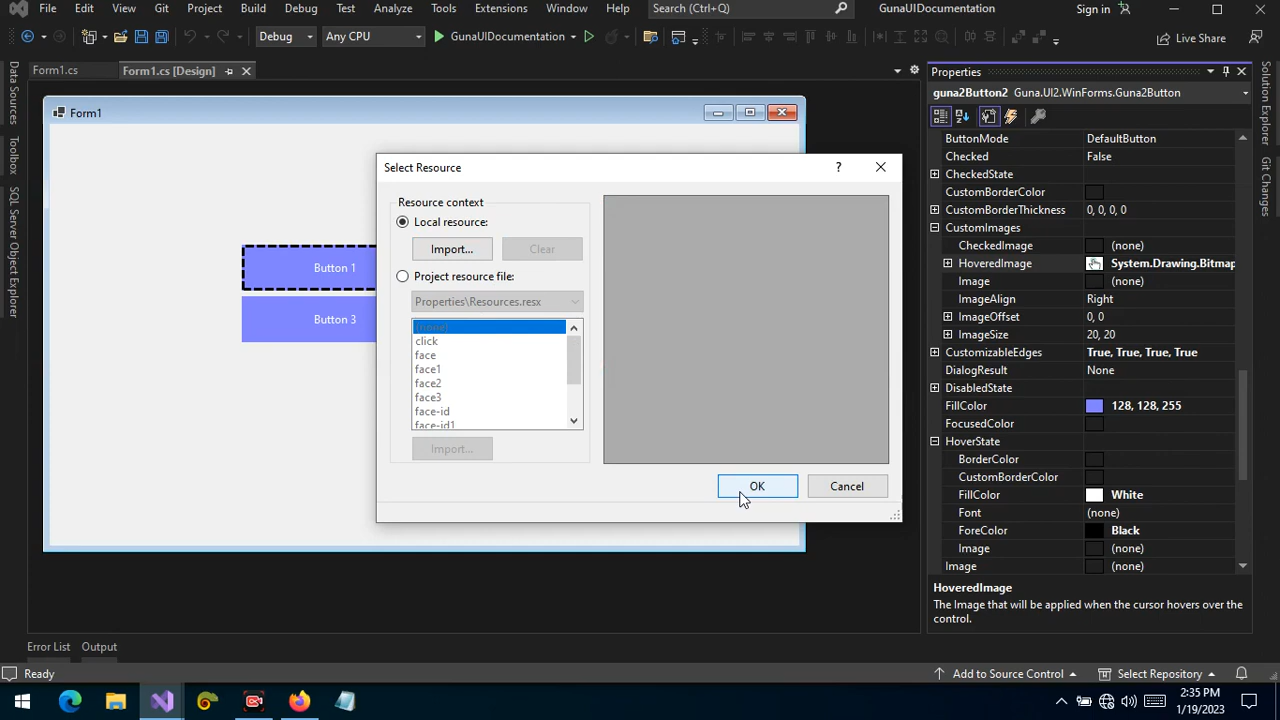 File Edit View Git Project Build Debug Test Analyze Tools Extensions Window Help Search (Ctrl+Q) GunaUIDocumentation Sign in
Debug Any CPU GunaUIDocumentation Live Share
Form1.cs Form1.cs [Design]
Data Sources
Toolbox
SQL Server Object Explorer
Form1
Button 1
Button 3
Select Resource ?
Resource context
Local resource:
Import... Clear
Project resource file:
Properties\Resources.resx
(none)
click
face
face1
face2
face3
face-id
face-id1
Import...
OK Cancel
Properties
guna2Button2 Guna.UI2.WinForms.Guna2Button
ButtonMode DefaultButton
Checked False
CheckedState
CustomBorderColor
CustomBorderThickness 0, 0, 0, 0
CustomImages
CheckedImage (none)
HoveredImage System.Drawing.Bitmap
Image (none)
ImageAlign Right
ImageOffset 0, 0
ImageSize 20, 20
CustomizableEdges True, True, True, True
DialogResult None
DisabledState
FillColor 128, 128, 255
FocusedColor
HoverState
BorderColor
CustomBorderColor
FillColor White
Font (none)
ForeColor Black
Image (none)
Image (none)
HoveredImage
The Image that will be applied when the cursor hovers over the
control.
Solution Explorer
Git Changes
Error List Output
Ready Add to Source Control Select Repository
2:35 PM
1/19/2023